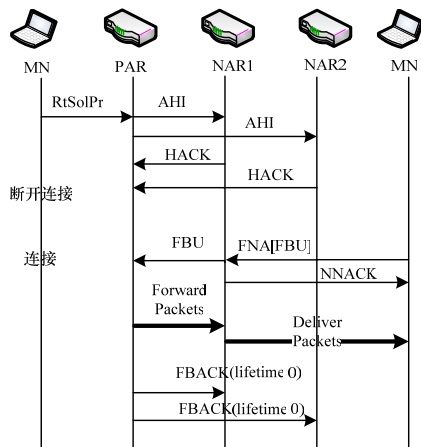 MN PAR NAR1 NAR2 MN
RtSolPr AHI
AHI
HACK
HACK
断开连接
FBU FNA[FBU]
连接
NNACK
Forward
Packets
Deliver
Packets
FBACK(lifetime 0)
FBACK(lifetime 0)